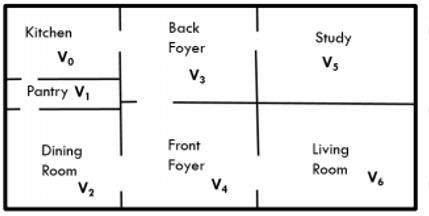 Kitchen
V0
Pantry V1
Dining
Room
V2
Back
Foyer
V3
Front
Foyer
V4
Study
V5
Living
Room
V6